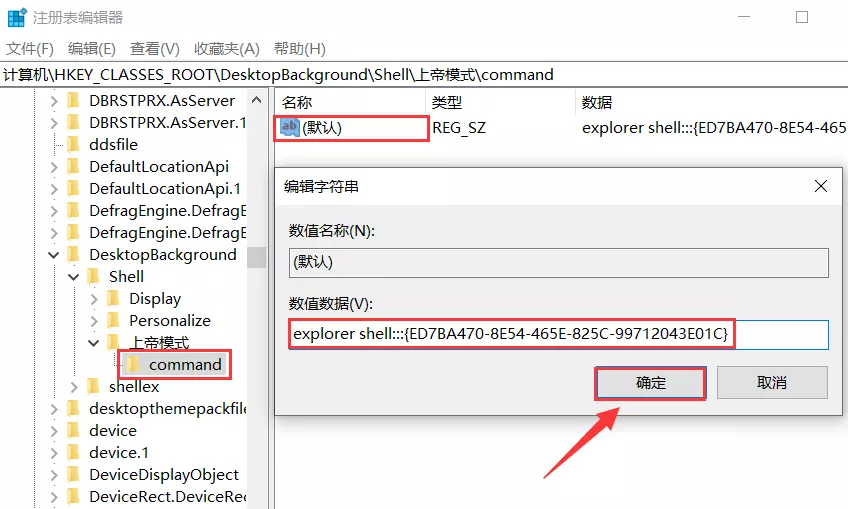 注册表编辑器
文件(F) 编辑(E) 查看(V) 收藏夹(A) 帮助(H)
计算机\HKEY_CLASSES_ROOT\DesktopBackground\Shell\上帝模式\command
DBRSTPRX.AsServer
DBRSTPRX.AsServer.1
ddsfile
DefaultLocationApi
DefaultLocationApi.1
DefragEngine.DefragE
DefragEngine.DefragE
DesktopBackground
Shell
Display
Personalize
上帝模式
command
shellex
desktopthemepackfile
device
device.1
DeviceDisplayObject
DeviceRect.DeviceRec
名称 类型 数据
ab (默认) REG_SZ explorer shell:::{ED7BA470-8E54-465
编辑字符串
数值名称(N):
(默认)
数值数据(V):
explorer shell:::{ED7BA470-8E54-465E-825C-99712043E01C}
确定 取消